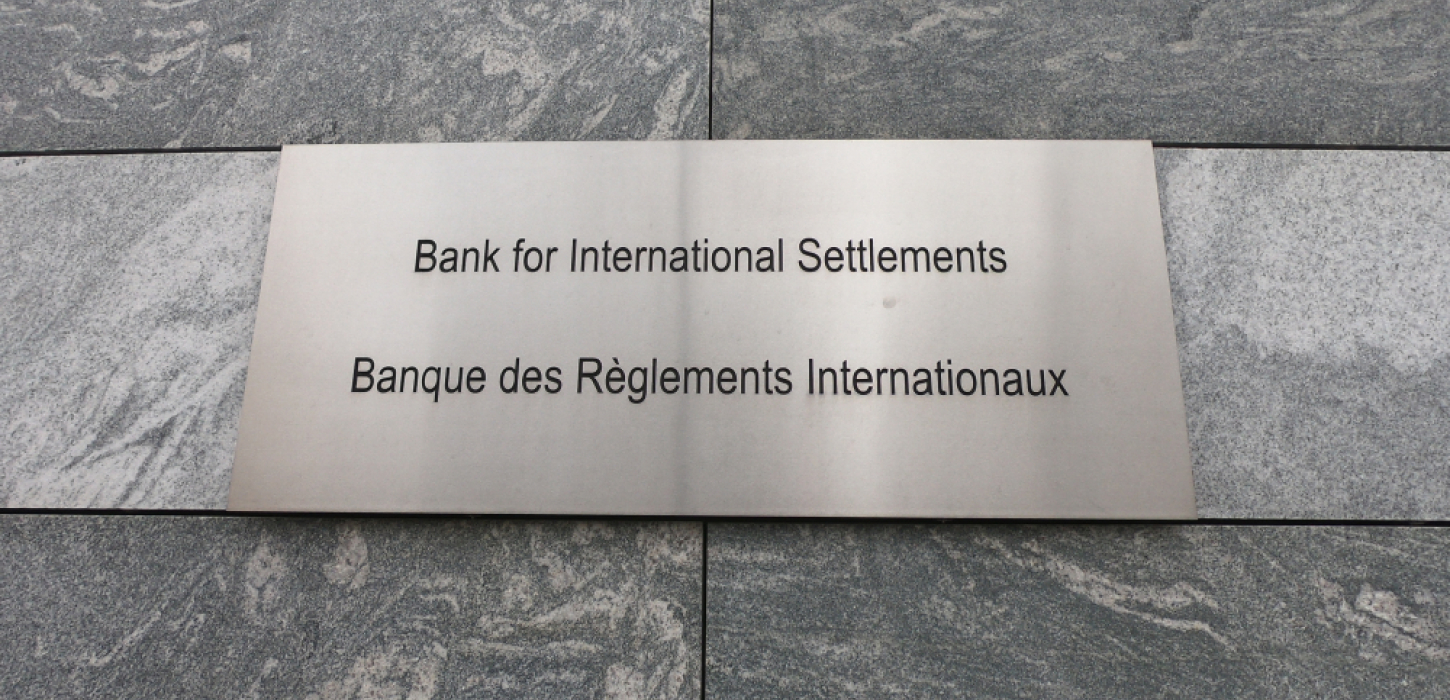 Bank for International Settlements
Banque des Règlements Internationaux